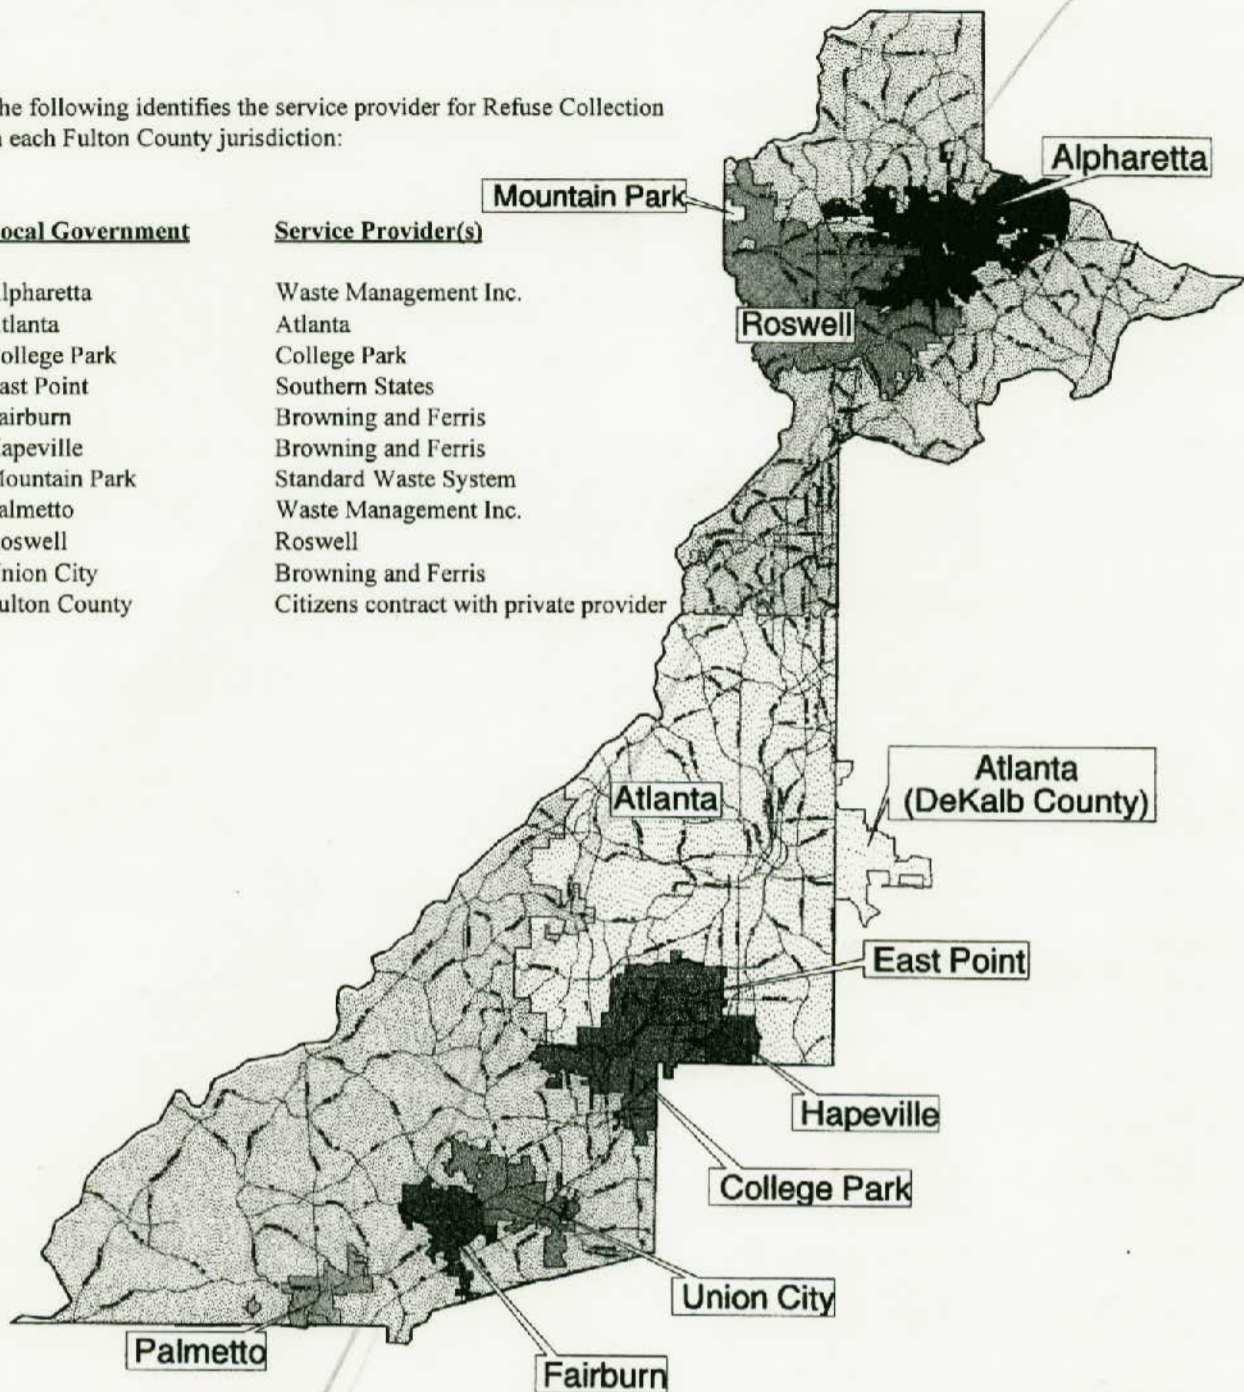 he following identifies the service provider for Refuse Collection
n each Fulton County jurisdiction:
ocal Government Service Provider(s)
lpharetta Waste Management Inc.
tlanta Atlanta
ollege Park College Park
ast Point Southern States
airburn Browning and Ferris
apeville Browning and Ferris
ountain Park Standard Waste System
almetto Waste Management Inc.
oswell Roswell
nion City Browning and Ferris
ulton County Citizens contract with private provider
Alpharetta
Mountain Park
Roswell
Atlanta
(DeKalb County)
Atlanta
East Point
Hapeville
College Park
Union City
Palmetto
Fairburn